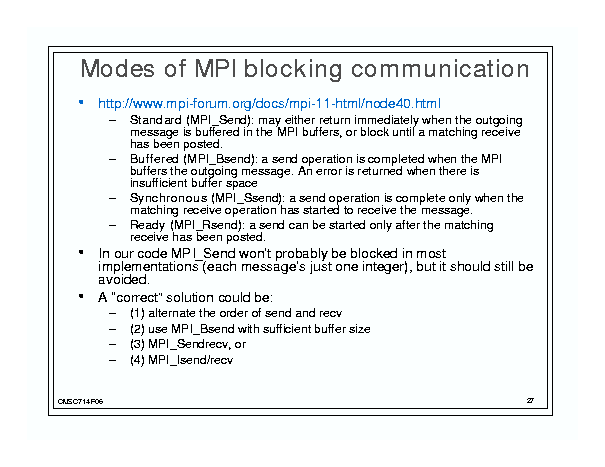 Modes of MPI blocking communication
• http://www.mpi-forum.org/docs/mpi-11-html/node40.html
– Standard (MPI_Send): may either return immediately when the outgoing
message is buffered in the MPI buffers, or block until a matching receive
has been posted.
– Buffered (MPI_Bsend): a send operation is completed when the MPI
buffers the outgoing message. An error is returned when there is
insufficient buffer space
– Synchronous (MPI_Ssend): a send operation is complete only when the
matching receive operation has started to receive the message.
– Ready (MPI_Rsend): a send can be started only after the matching
receive has been posted.
• In our code MPI_Send won't probably be blocked in most
implementations (each message's just one integer), but it should still be
avoided.
• A "correct" solution could be:
– (1) alternate the order of send and recv
– (2) use MPI_Bsend with sufficient buffer size
– (3) MPI_Sendrecv, or
– (4) MPI_Isend/recv
CMSC714F06
27